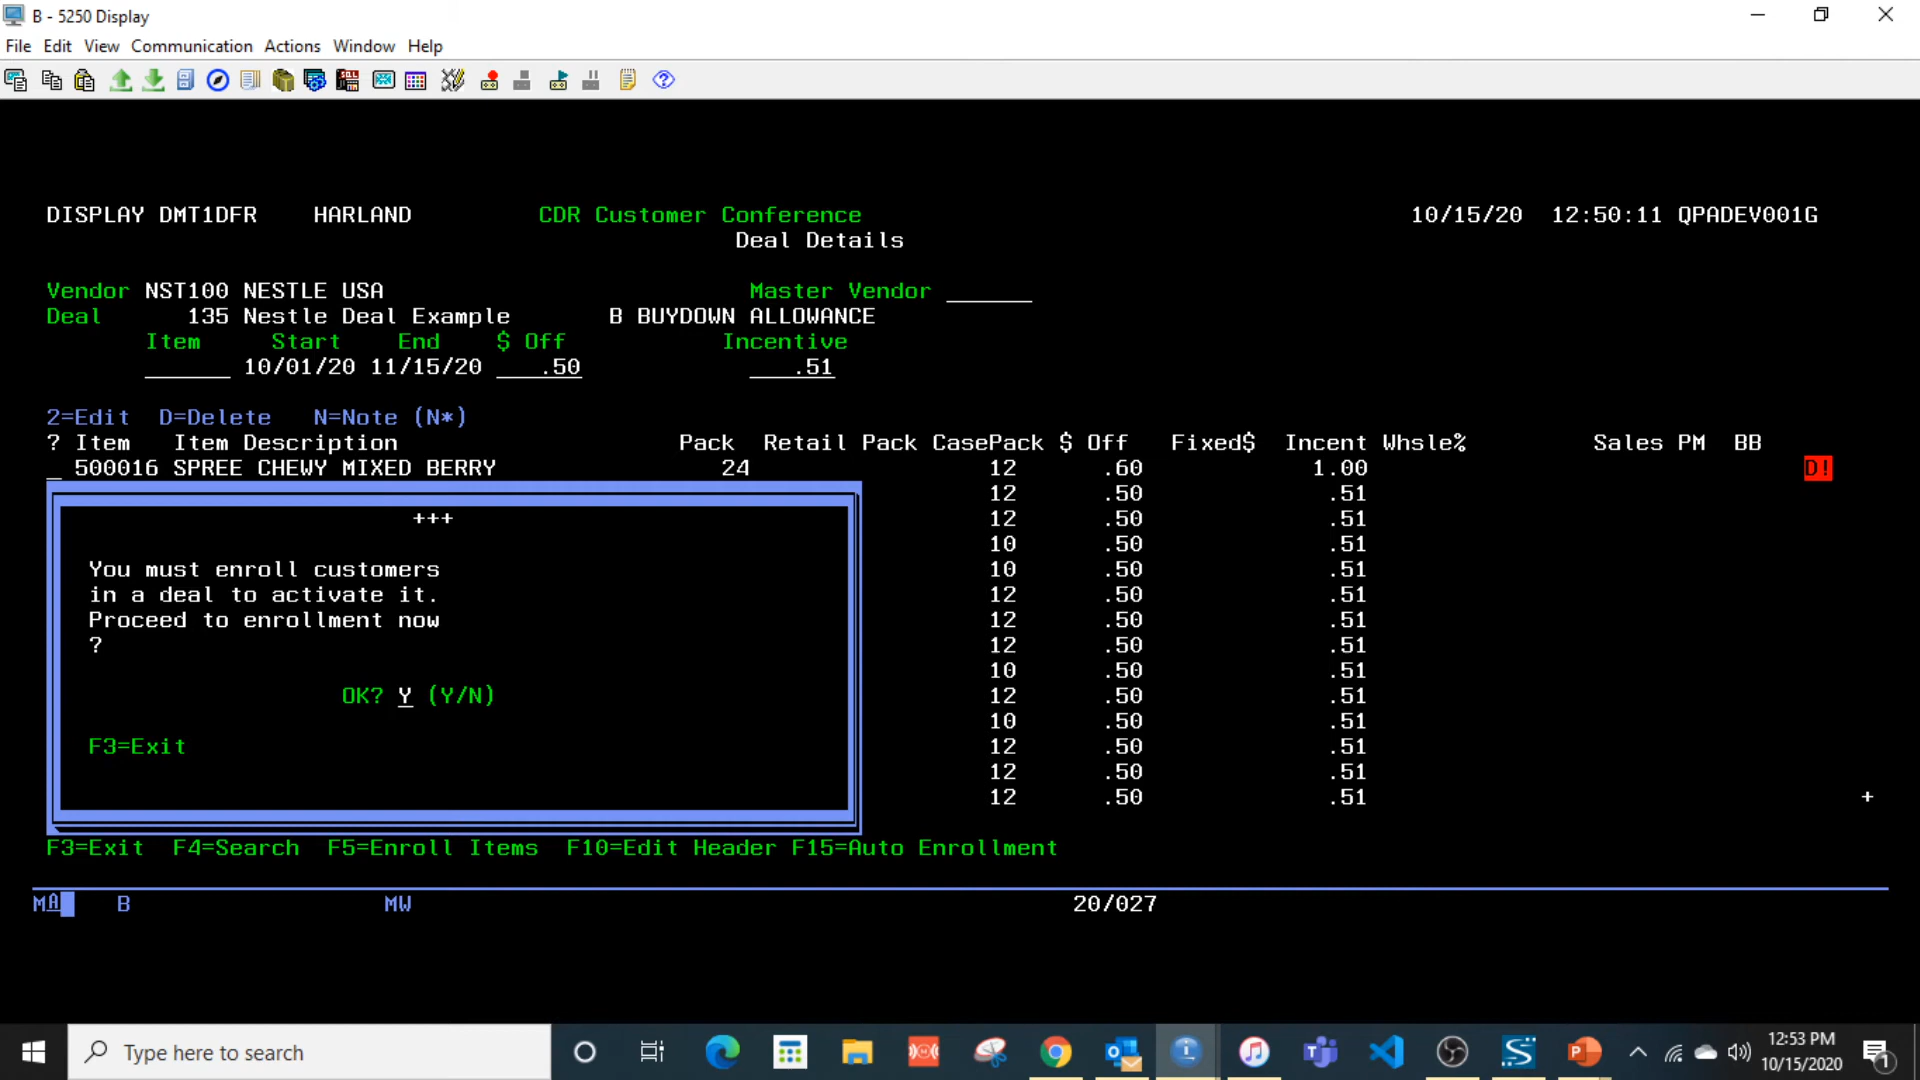 B - 5250 Display
File Edit View Communication Actions Window Help
DISPLAY DMT1DFR HARLAND CDR Customer Conference 10/15/20 12:50:11 QPADEV001G
Deal Details
Vendor NST100 NESTLE USA Master Vendor
Deal 135 Nestle Deal Example B BUYDOWN ALLOWANCE
Item Start End $ Off Incentive
10/01/20 11/15/20 .50 .51
2=Edit D=Delete N=Note (N*)
? Item Item Description Pack Retail Pack CasePack $ Off Fixed$ Incent Whsle% Sales PM BB
500016 SPREE CHEWY MIXED BERRY 24 12 .60 1.00 D!
12 .50 .51
+++ 12 .50 .51
10 .50 .51
You must enroll customers 10 .50 .51
in a deal to activate it. 12 .50 .51
Proceed to enrollment now 12 .50 .51
? 12 .50 .51
10 .50 .51
OK? Y (Y/N) 12 .50 .51
10 .50 .51
F3=Exit 12 .50 .51
12 .50 .51
12 .50 .51 +
F3=Exit F4=Search F5=Enroll Items F10=Edit Header F15=Auto Enrollment
MA B MW 20/027
Type here to search
12:53 PM
10/15/2020
1